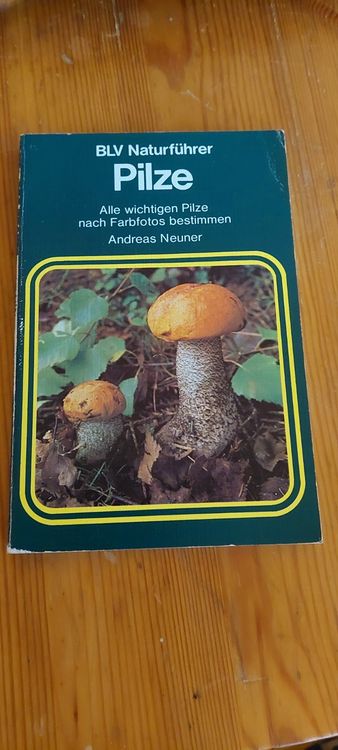 BLV Naturführer
Pilze
Alle wichtigen Pilze
nach Farbfotos bestimmen
Andreas Neuner